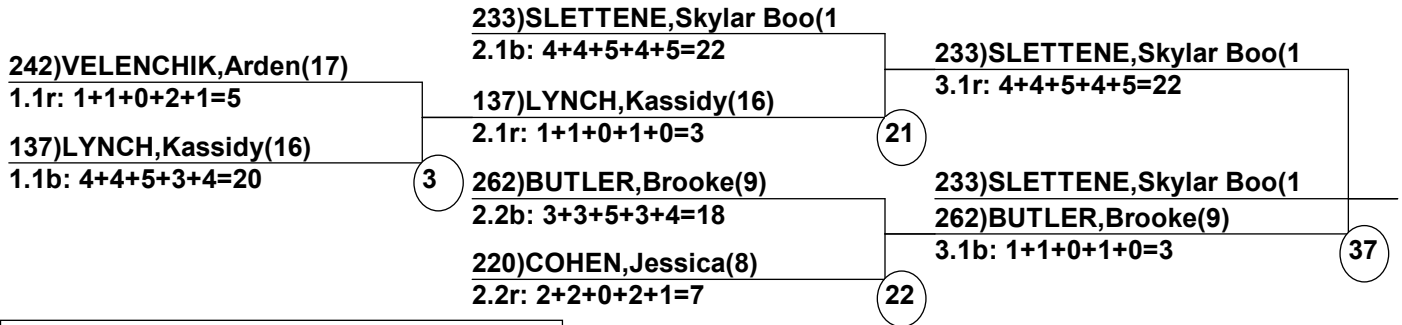 242)VELENCHIK,Arden(17)
1.1r: 1+1+0+2+1=5
137)LYNCH,Kassidy(16)
1.1b: 4+4+5+3+4=20
3
233)SLETTENE,Skylar Boo(1
2.1b: 4+4+5+4+5=22
137)LYNCH,Kassidy(16)
2.1r: 1+1+0+1+0=3
21
262)BUTLER,Brooke(9)
2.2b: 3+3+5+3+4=18
220)COHEN,Jessica(8)
2.2r: 2+2+0+2+1=7
22
233)SLETTENE,Skylar Boo(1
3.1r: 4+4+5+4+5=22
233)SLETTENE,Skylar Boo(1
262)BUTLER,Brooke(9)
3.1b: 1+1+0+1+0=3
37